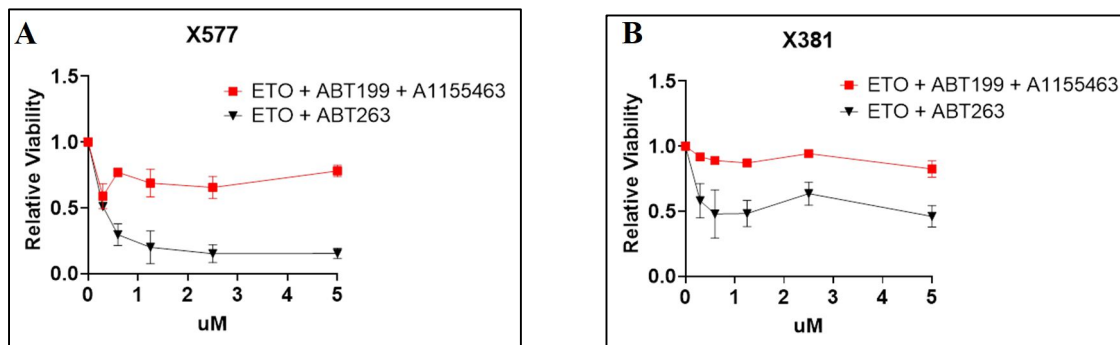 A
X577
ETO + ABT199 + A1155463
ETO + ABT263
Relative Viability
1.5
1.0
0.5
0.0
0 1 2 3 4 5
uM
B
X381
ETO + ABT199 + A1155463
ETO + ABT263
Relative Viability
1.5
1.0
0.5
0.0
0 1 2 3 4 5
uM